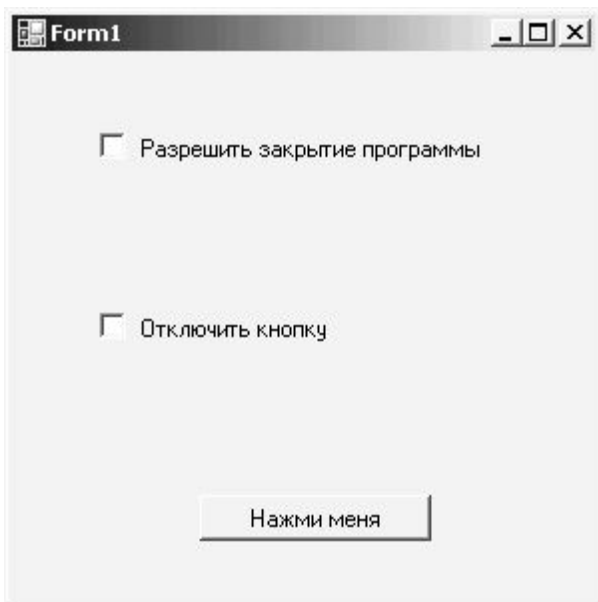 Form1
Разрешить закрытие программы
Отключить кнопку
Нажми меня